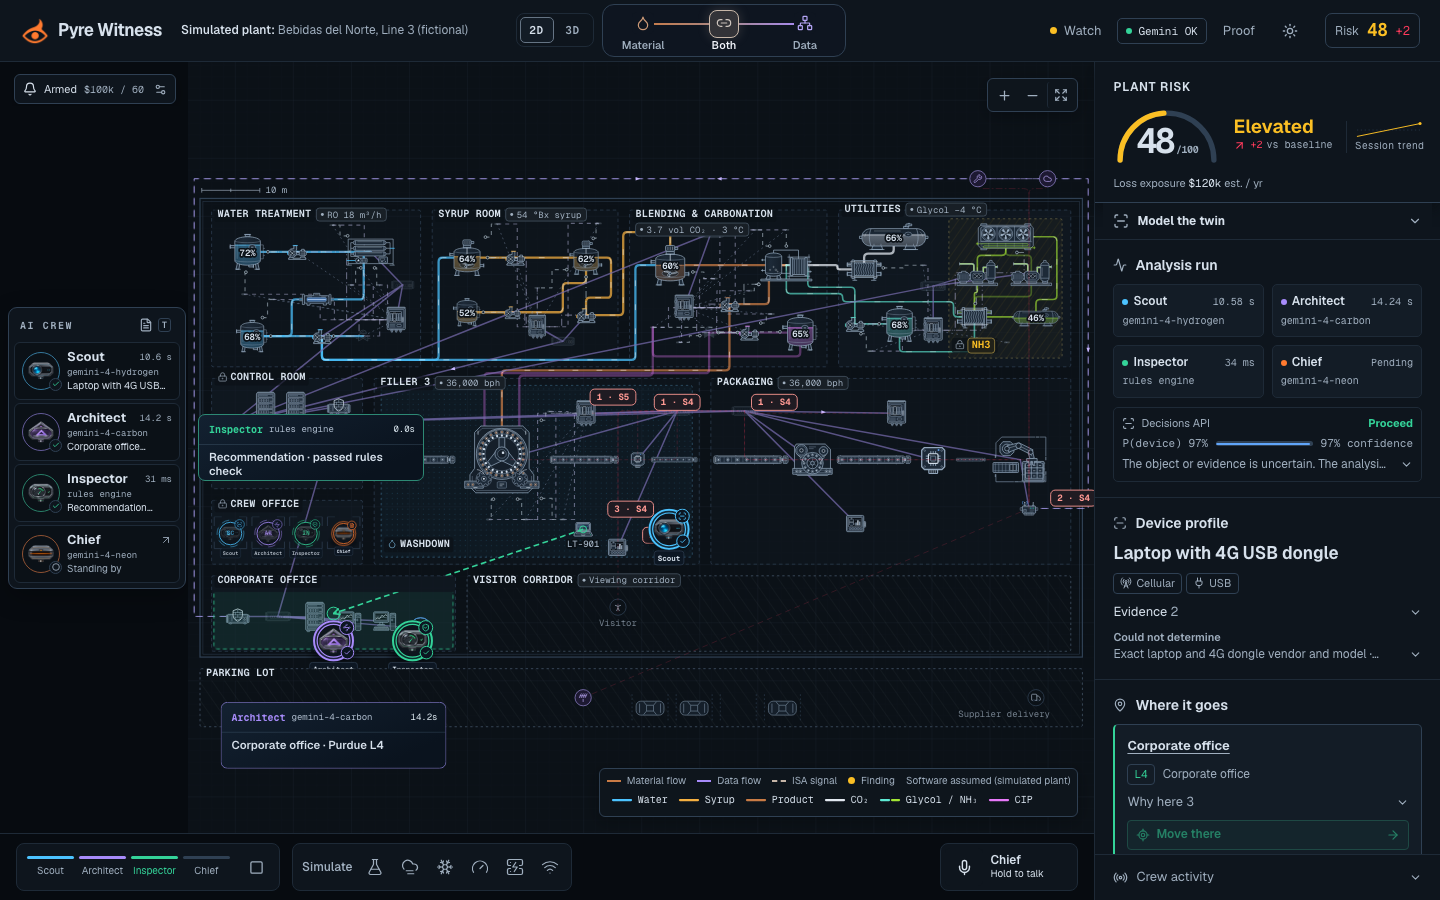 Pyre Witness
Simulated plant: Bebidas del Norte, Line 3 (fictional)
2D 3D
Material Both Data
Watch
Gemini OK
Proof
Risk 48 +2
Armed $100k / 60
AI CREW T
Scout 10.6 s
gemini-4-hydrogen
Laptop with 4G USB...
Architect 14.2 s
gemini-4-carbon
Corporate office...
Inspector 31 ms
rules engine
Recommendation...
Chief
gemini-4-neon
Standing by
10 m
WATER TREATMENT • RO 18 m³/h
SYRUP ROOM • 54 °Bx syrup
BLENDING & CARBONATION
• 3.7 vol CO₂ · 3 °C
UTILITIES • Glycol -4 °C
72%
68%
64%
62%
52%
60%
65%
66%
68%
46%
NH3
CONTROL ROOM
FILLER 3 • 36,000 bph
PACKAGING • 36,000 bph
1 · S5
1 · S4
1 · S4
Inspector rules engine 0.0s
Recommendation · passed rules check
CREW OFFICE
Scout Architect Inspector Chief
WASHDOWN
3 · S4
2 · S4
LT-901
Scout
CORPORATE OFFICE
VISITOR CORRIDOR • Viewing corridor
Visitor
PARKING LOT
Supplier delivery
Architect gemini-4-carbon 14.2s
Corporate office · Purdue L4
Material flow Data flow ISA signal Finding Software assumed (simulated plant)
Water Syrup Product CO₂ Glycol / NH₃ CIP
Scout Architect Inspector Chief
Simulate
Chief
Hold to talk
PLANT RISK
48 /100
Elevated
+2 vs baseline
Session trend
Loss exposure $120k est. / yr
Model the twin
Analysis run
Scout 10.58 s
gemini-4-hydrogen
Architect 14.24 s
gemini-4-carbon
Inspector 34 ms
rules engine
Chief Pending
gemini-4-neon
Decisions API Proceed
P(device) 97% 97% confidence
The object or evidence is uncertain. The analysi...
Device profile
Laptop with 4G USB dongle
Cellular USB
Evidence 2
Could not determine
Exact laptop and 4G dongle vendor and model ·...
Where it goes
Corporate office
L4 Corporate office
Why here 3
Move there
Crew activity